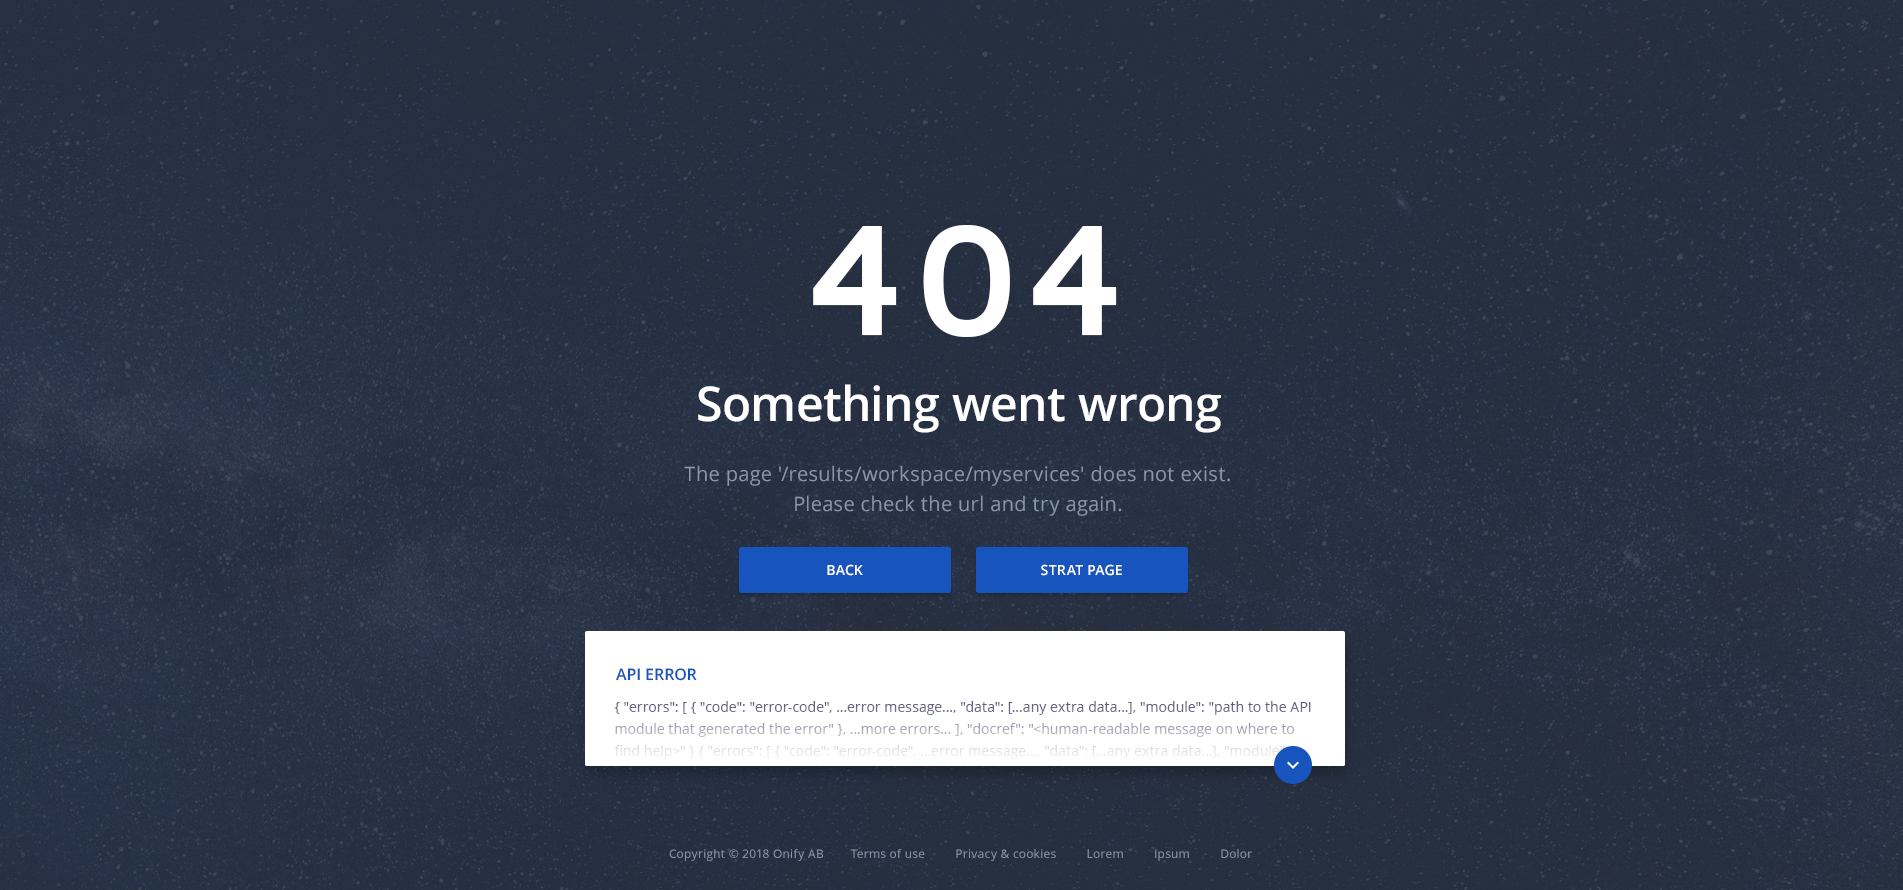 404
Something went wrong
The page '/results/workspace/myservices' does not exist.
Please check the url and try again.
BACK STRAT PAGE
API ERROR
{ "errors": [ { "code": "error-code", ...error message..., "data": [...any extra data...], "module": "path to the API
module that generated the error" }, ...more errors... ], "docref": "<human-readable message on where to
find help>" } { "errors": [ { "code": "error-code", ...error message..., "data": [...any extra data...], "module"
Copyright © 2018 Onify AB Terms of use Privacy & cookies Lorem Ipsum Dolor